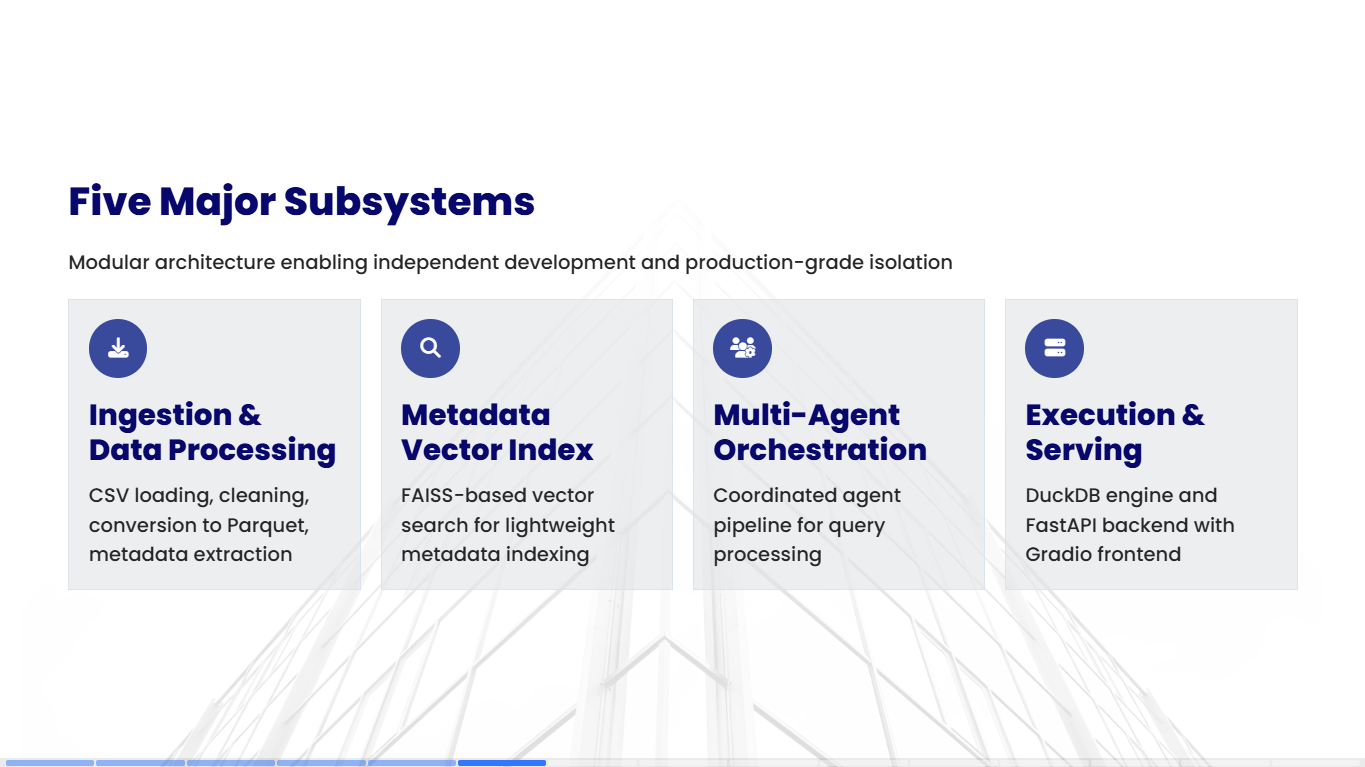 Five Major Subsystems
Modular architecture enabling independent development and production-grade isolation
Ingestion &
Data Processing
CSV loading, cleaning,
conversion to Parquet,
metadata extraction
Metadata
Vector Index
FAISS-based vector
search for lightweight
metadata indexing
Multi-Agent
Orchestration
Coordinated agent
pipeline for query
processing
Execution &
Serving
DuckDB engine and
FastAPI backend with
Gradio frontend